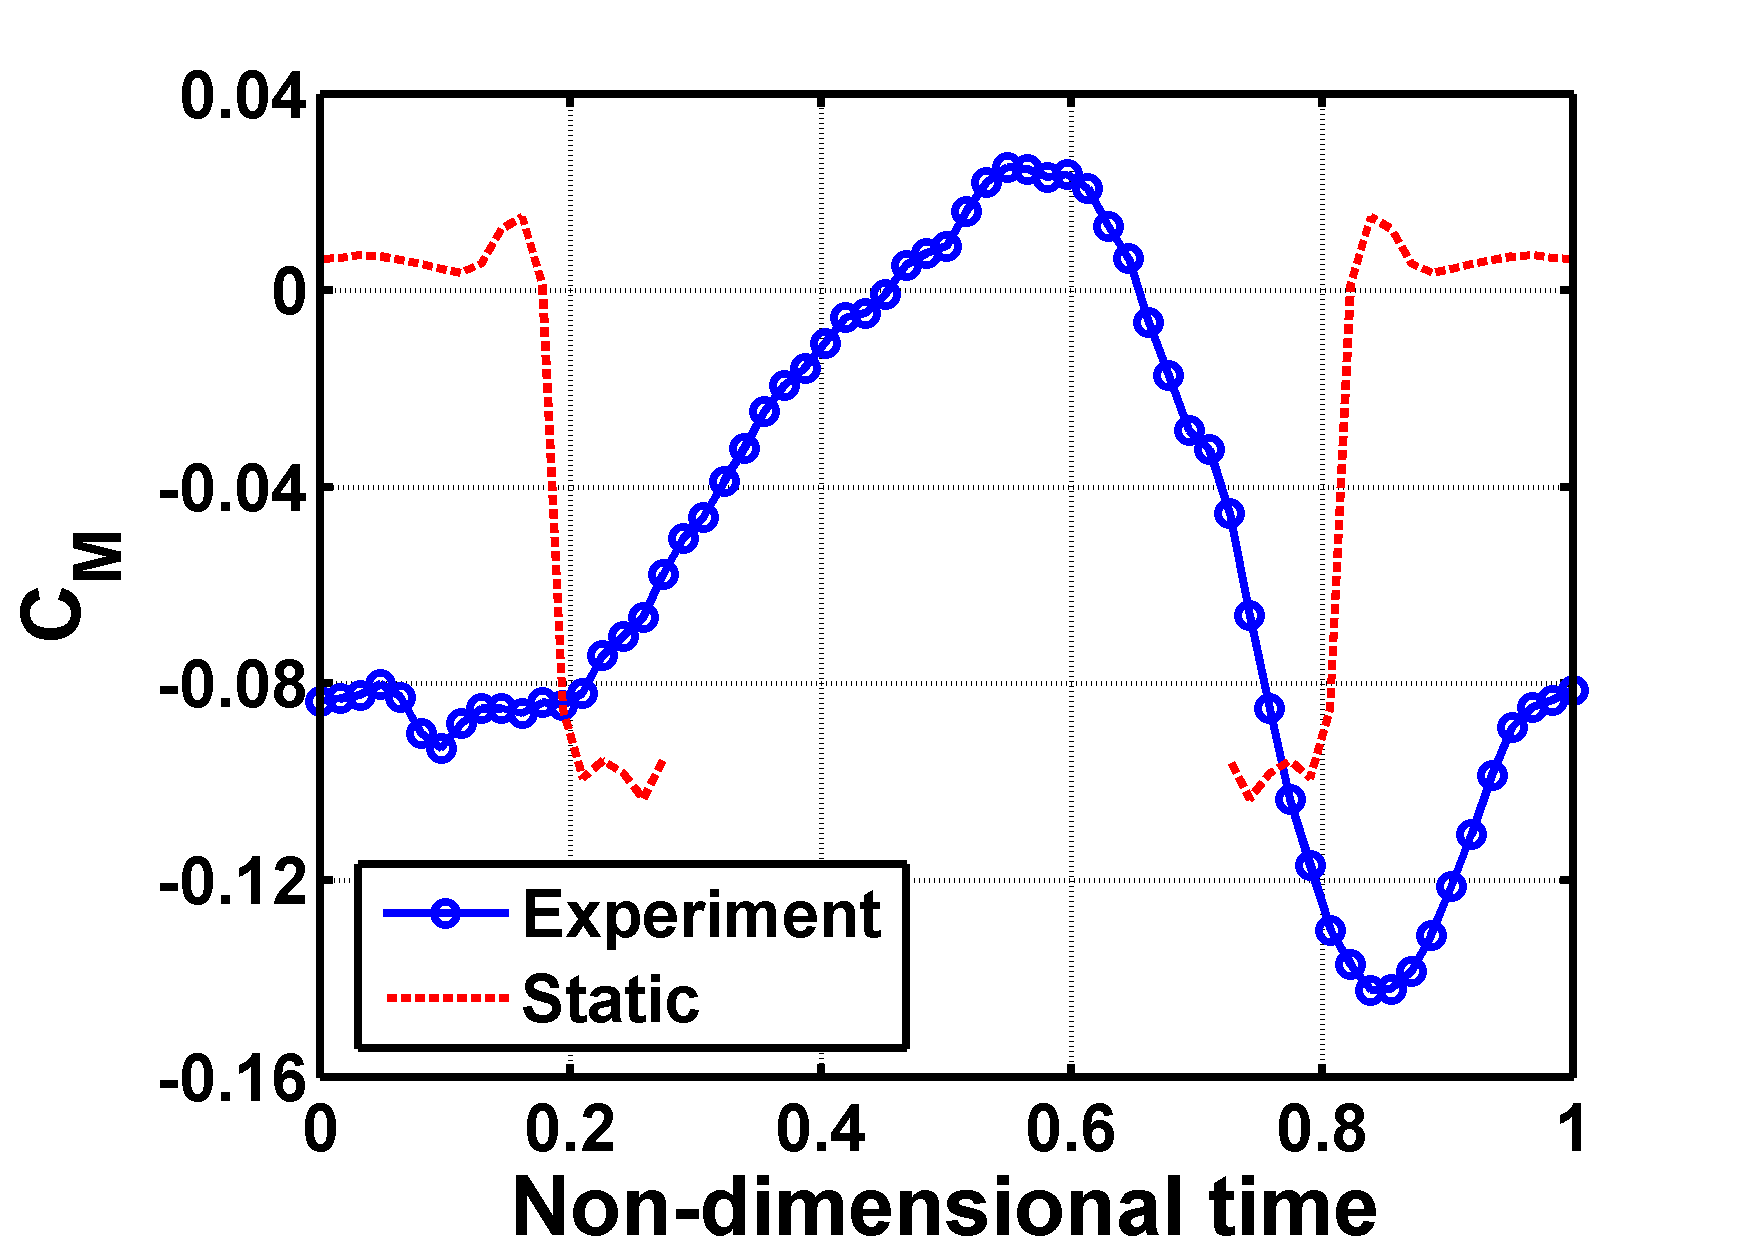 0.04
0
-0.04
-0.08
-0.12
-0.16
C_M
Experiment
Static
0 0.2 0.4 0.6 0.8 1
Non-dimensional time